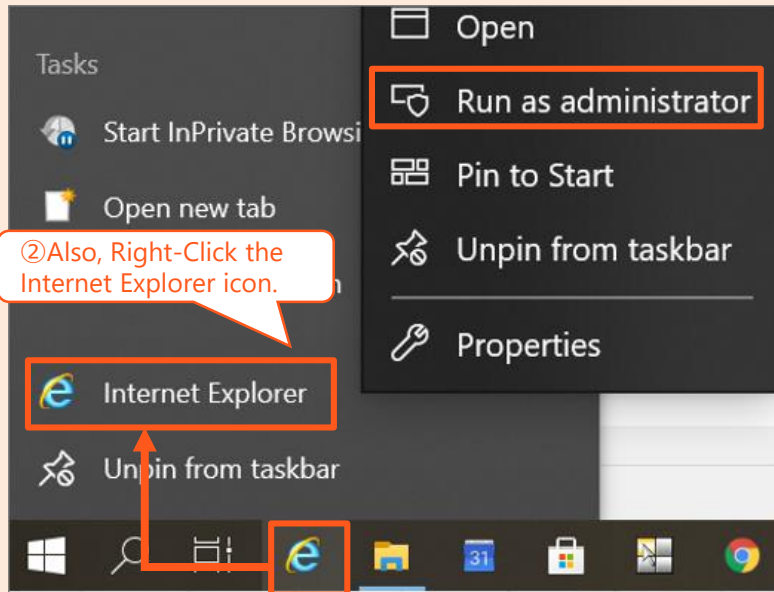 Tasks
Start InPrivate Browsi
Open new tab
②Also, Right-Click the
Internet Explorer icon.
Internet Explorer
Unpin from taskbar
Open
Run as administrator
Pin to Start
Unpin from taskbar
Properties
31